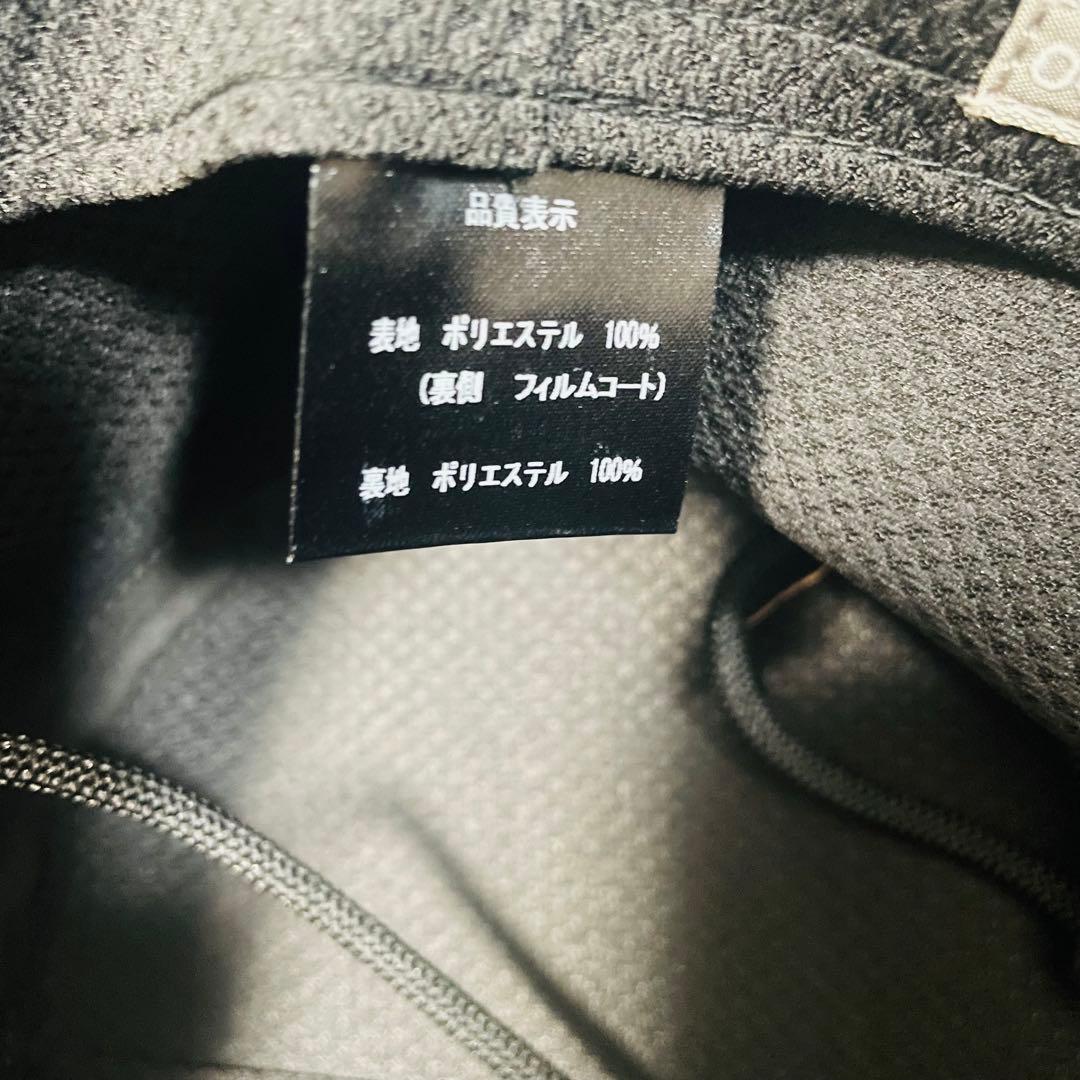 品質表示
表地 ポリエステル 100%
(裏側 フィルムコート)
裏地 ポリエステル 100%